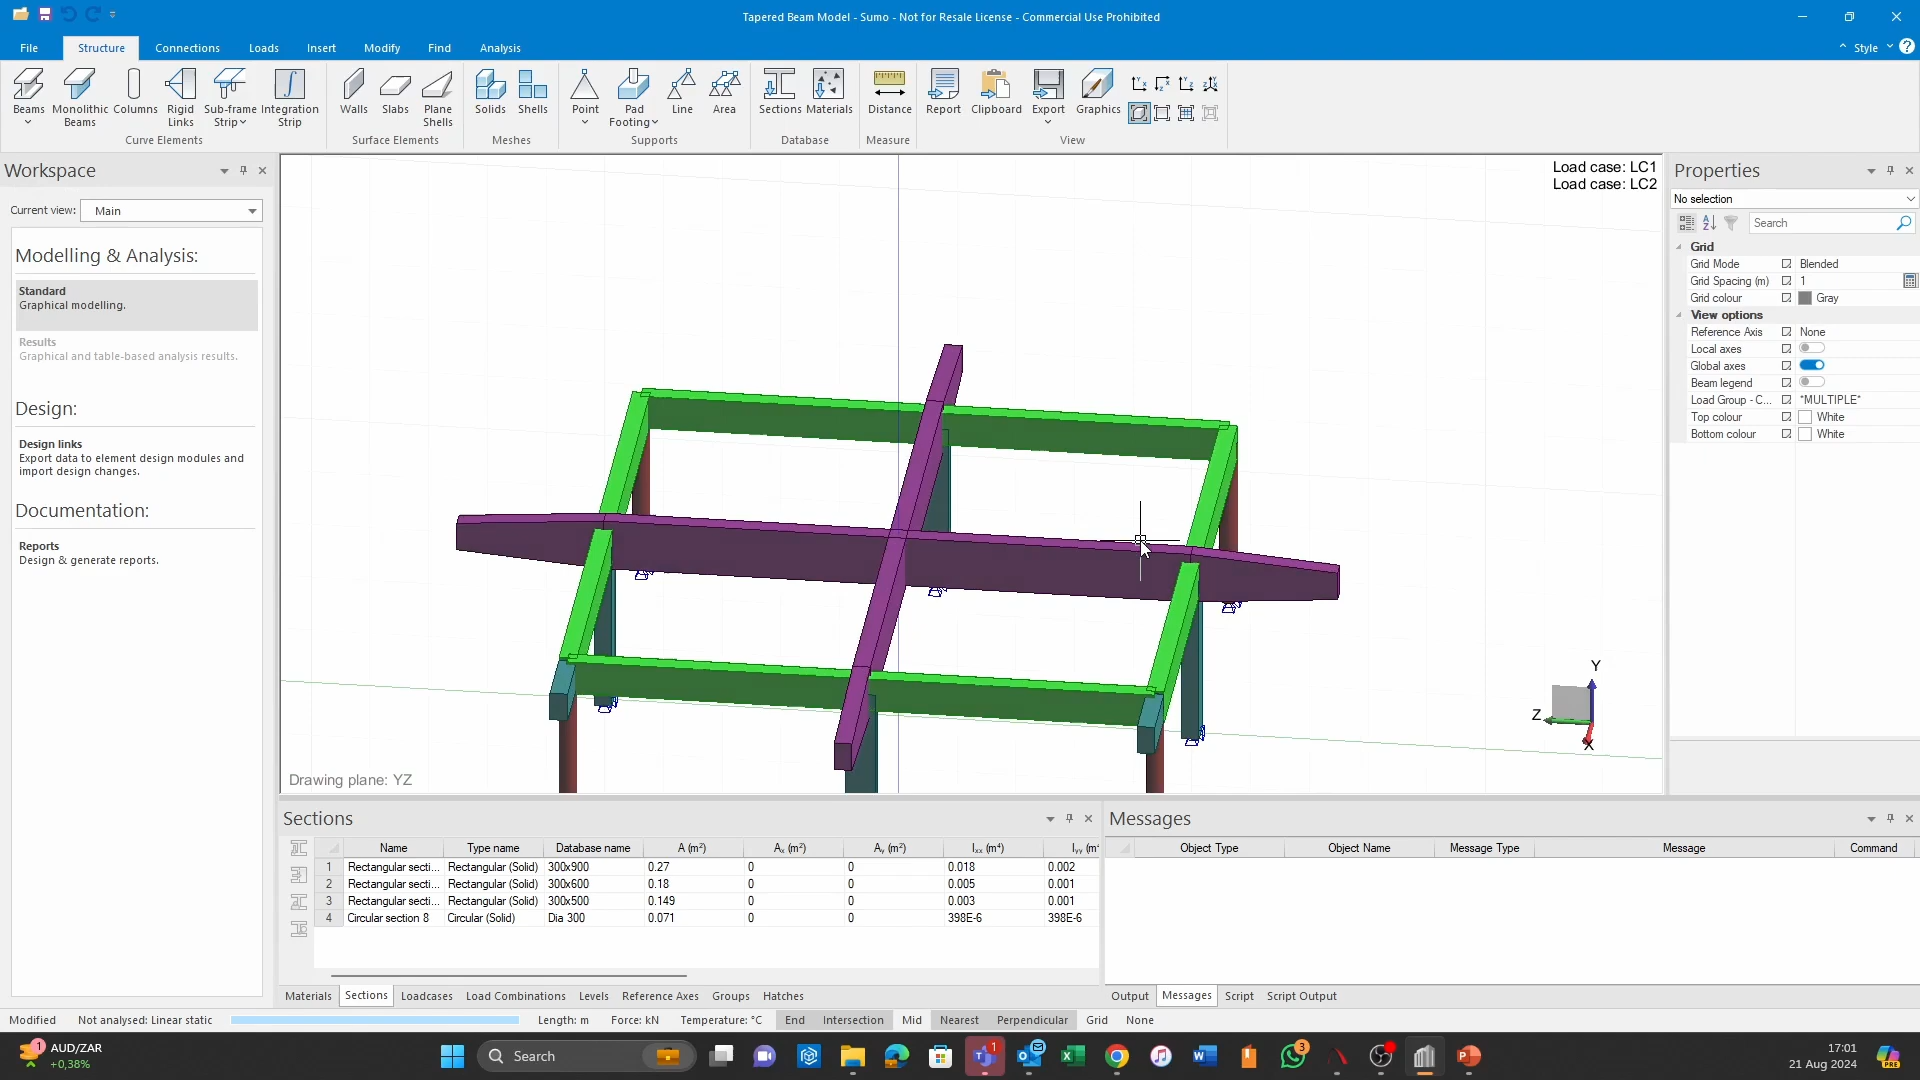 Tapered Beam Model - Sumo - Not for Resale License - Commercial Use Prohibited
File Structure Connections Loads Insert Modify Find Analysis Style
Beams Monolithic Beams Columns Rigid Links Sub-frame Strip Integration Strip Walls Slabs Plane Shells Solids Shells Point Pad Footing Line Area Sections Materials Distance Report Clipboard Export Graphics
Curve Elements Surface Elements Meshes Supports Database Measure View
Workspace
Current view: Main
Modelling & Analysis:
Standard
Graphical modelling.
Results
Graphical and table-based analysis results.
Design:
Design links
Export data to element design modules and
import design changes.
Documentation:
Reports
Design & generate reports.
Load case: LC1
Load case: LC2
Y
Z
X
Drawing plane: YZ
Properties
No selection
Search
Grid
Grid Mode Blended
Grid Spacing (m) 1
Grid colour Gray
View options
Reference Axis None
Local axes
Global axes
Beam legend
Load Group - C... *MULTIPLE*
Top colour White
Bottom colour White
Sections
Name Type name Database name A (m²) Aₓ (m²) Aᵧ (m²) Iₓₓ (m⁴) Iᵧᵧ (m⁴
1 Rectangular secti... Rectangular (Solid) 300x900 0.27 0 0 0.018 0.002
2 Rectangular secti... Rectangular (Solid) 300x600 0.18 0 0 0.005 0.001
3 Rectangular secti... Rectangular (Solid) 300x500 0.149 0 0 0.003 0.001
4 Circular section 8 Circular (Solid) Dia 300 0.071 0 0 398E-6 398E-6
Materials Sections Loadcases Load Combinations Levels Reference Axes Groups Hatches
Messages
Object Type Object Name Message Type Message Command
Output Messages Script Script Output
Modified Not analysed: Linear static Length: m Force: kN Temperature: °C End Intersection Mid Nearest Perpendicular Grid None
1 AUD/ZAR
+0,38%
Search
1
3
17:01
21 Aug 2024
PRE